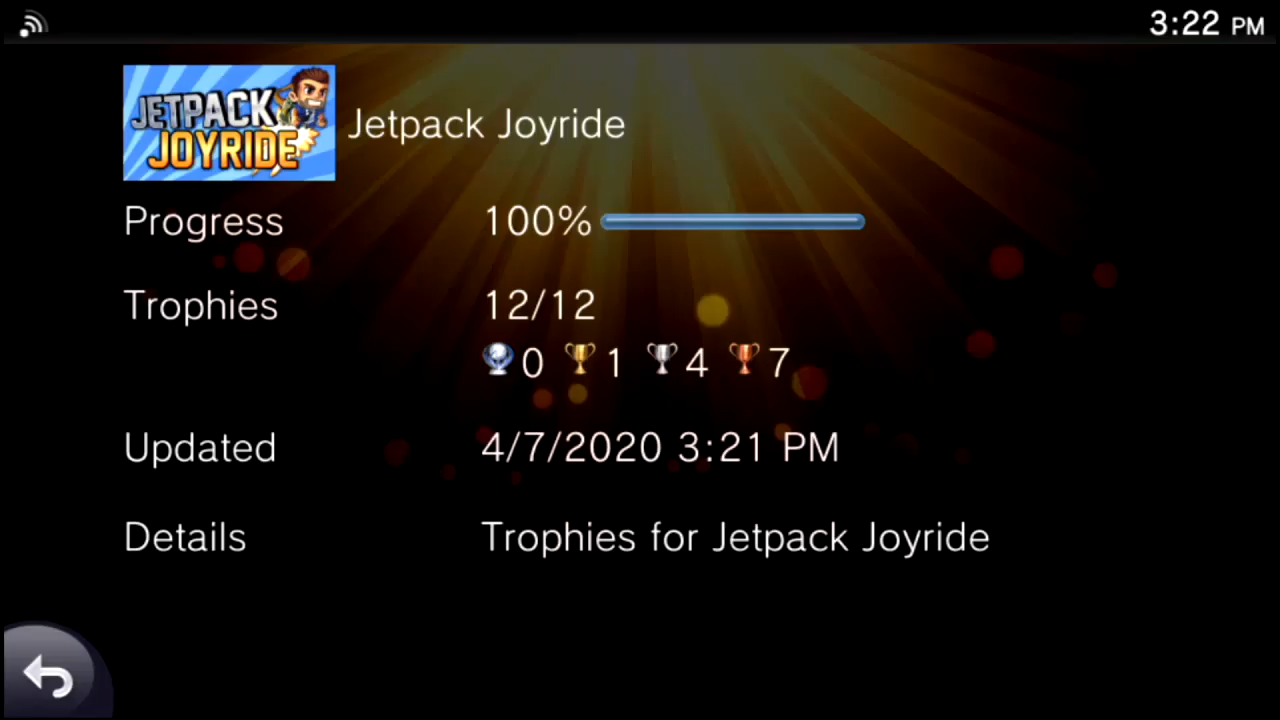 3:22 PM
JETPACK
JOYRIDE
Jetpack Joyride
Progress 100%
Trophies 12/12
0 1 4 7
Updated 4/7/2020 3:21 PM
Details Trophies for Jetpack Joyride